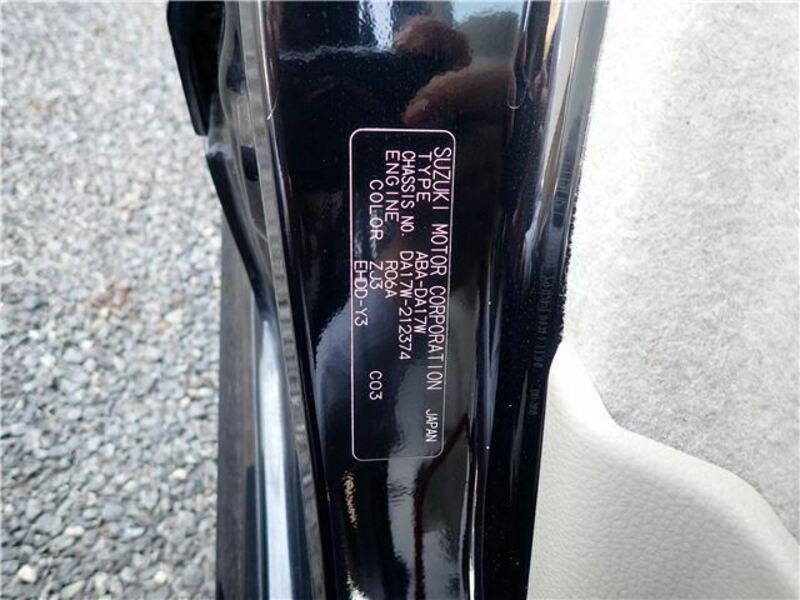 SUZUKI MOTOR CORPORATION JAPAN
TYPE ABA-DA17W
CHASSIS NO. DA17W-212374
ENGINE R06A
COLOR ZJ3 C03
EHDD-Y3